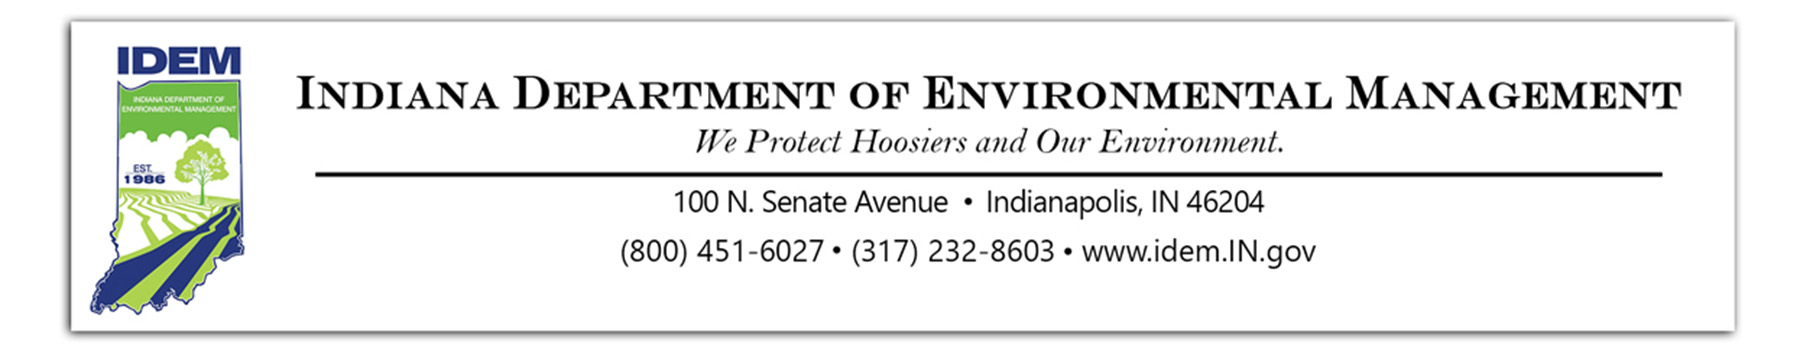 IDEM
INDIANA DEPARTMENT OF
ENVIRONMENTAL MANAGEMENT
EST.
1986
INDIANA DEPARTMENT OF ENVIRONMENTAL MANAGEMENT
We Protect Hoosiers and Our Environment.
100 N. Senate Avenue • Indianapolis, IN 46204
(800) 451-6027 • (317) 232-8603 • www.idem.IN.gov